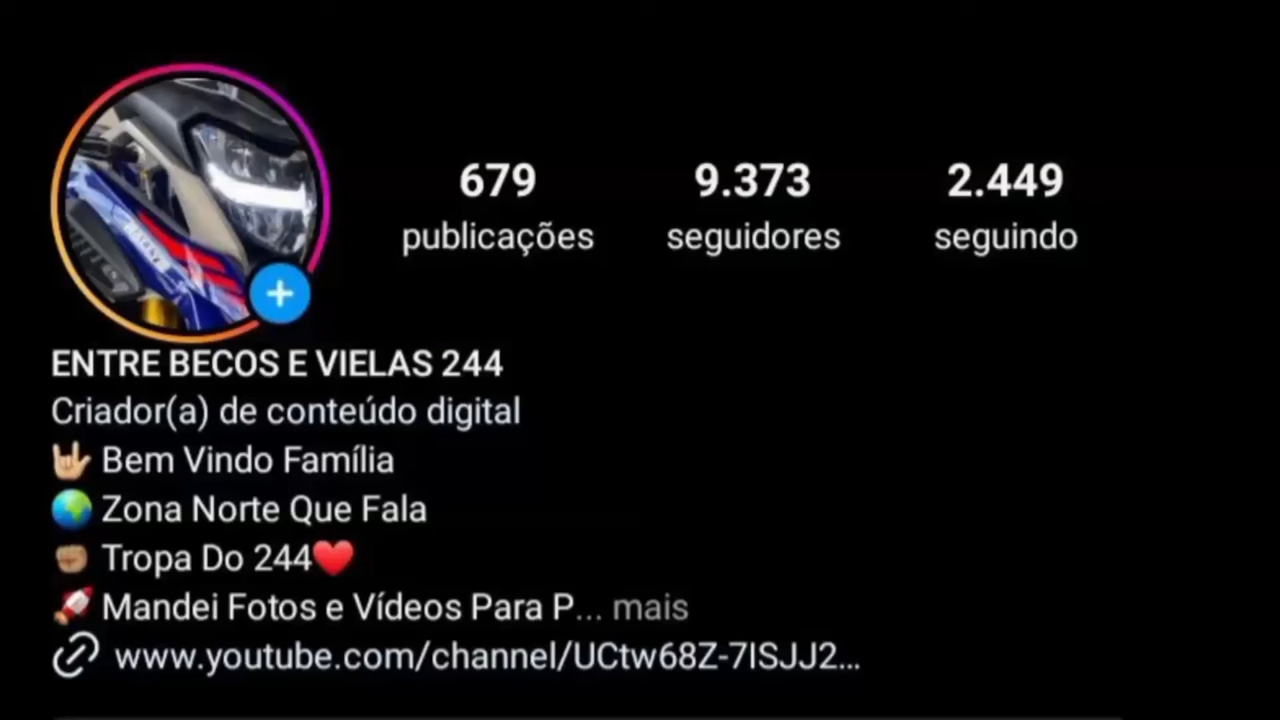 679 9.373 2.449
publicações seguidores seguindo
ENTRE BECOS E VIELAS 244
Criador(a) de conteúdo digital
🤟🏼 Bem Vindo Família
🌎 Zona Norte Que Fala
✊🏽 Tropa Do 244❤️
🚀 Mandei Fotos e Vídeos Para P... mais
www.youtube.com/channel/UCtw68Z-7ISJJ2...